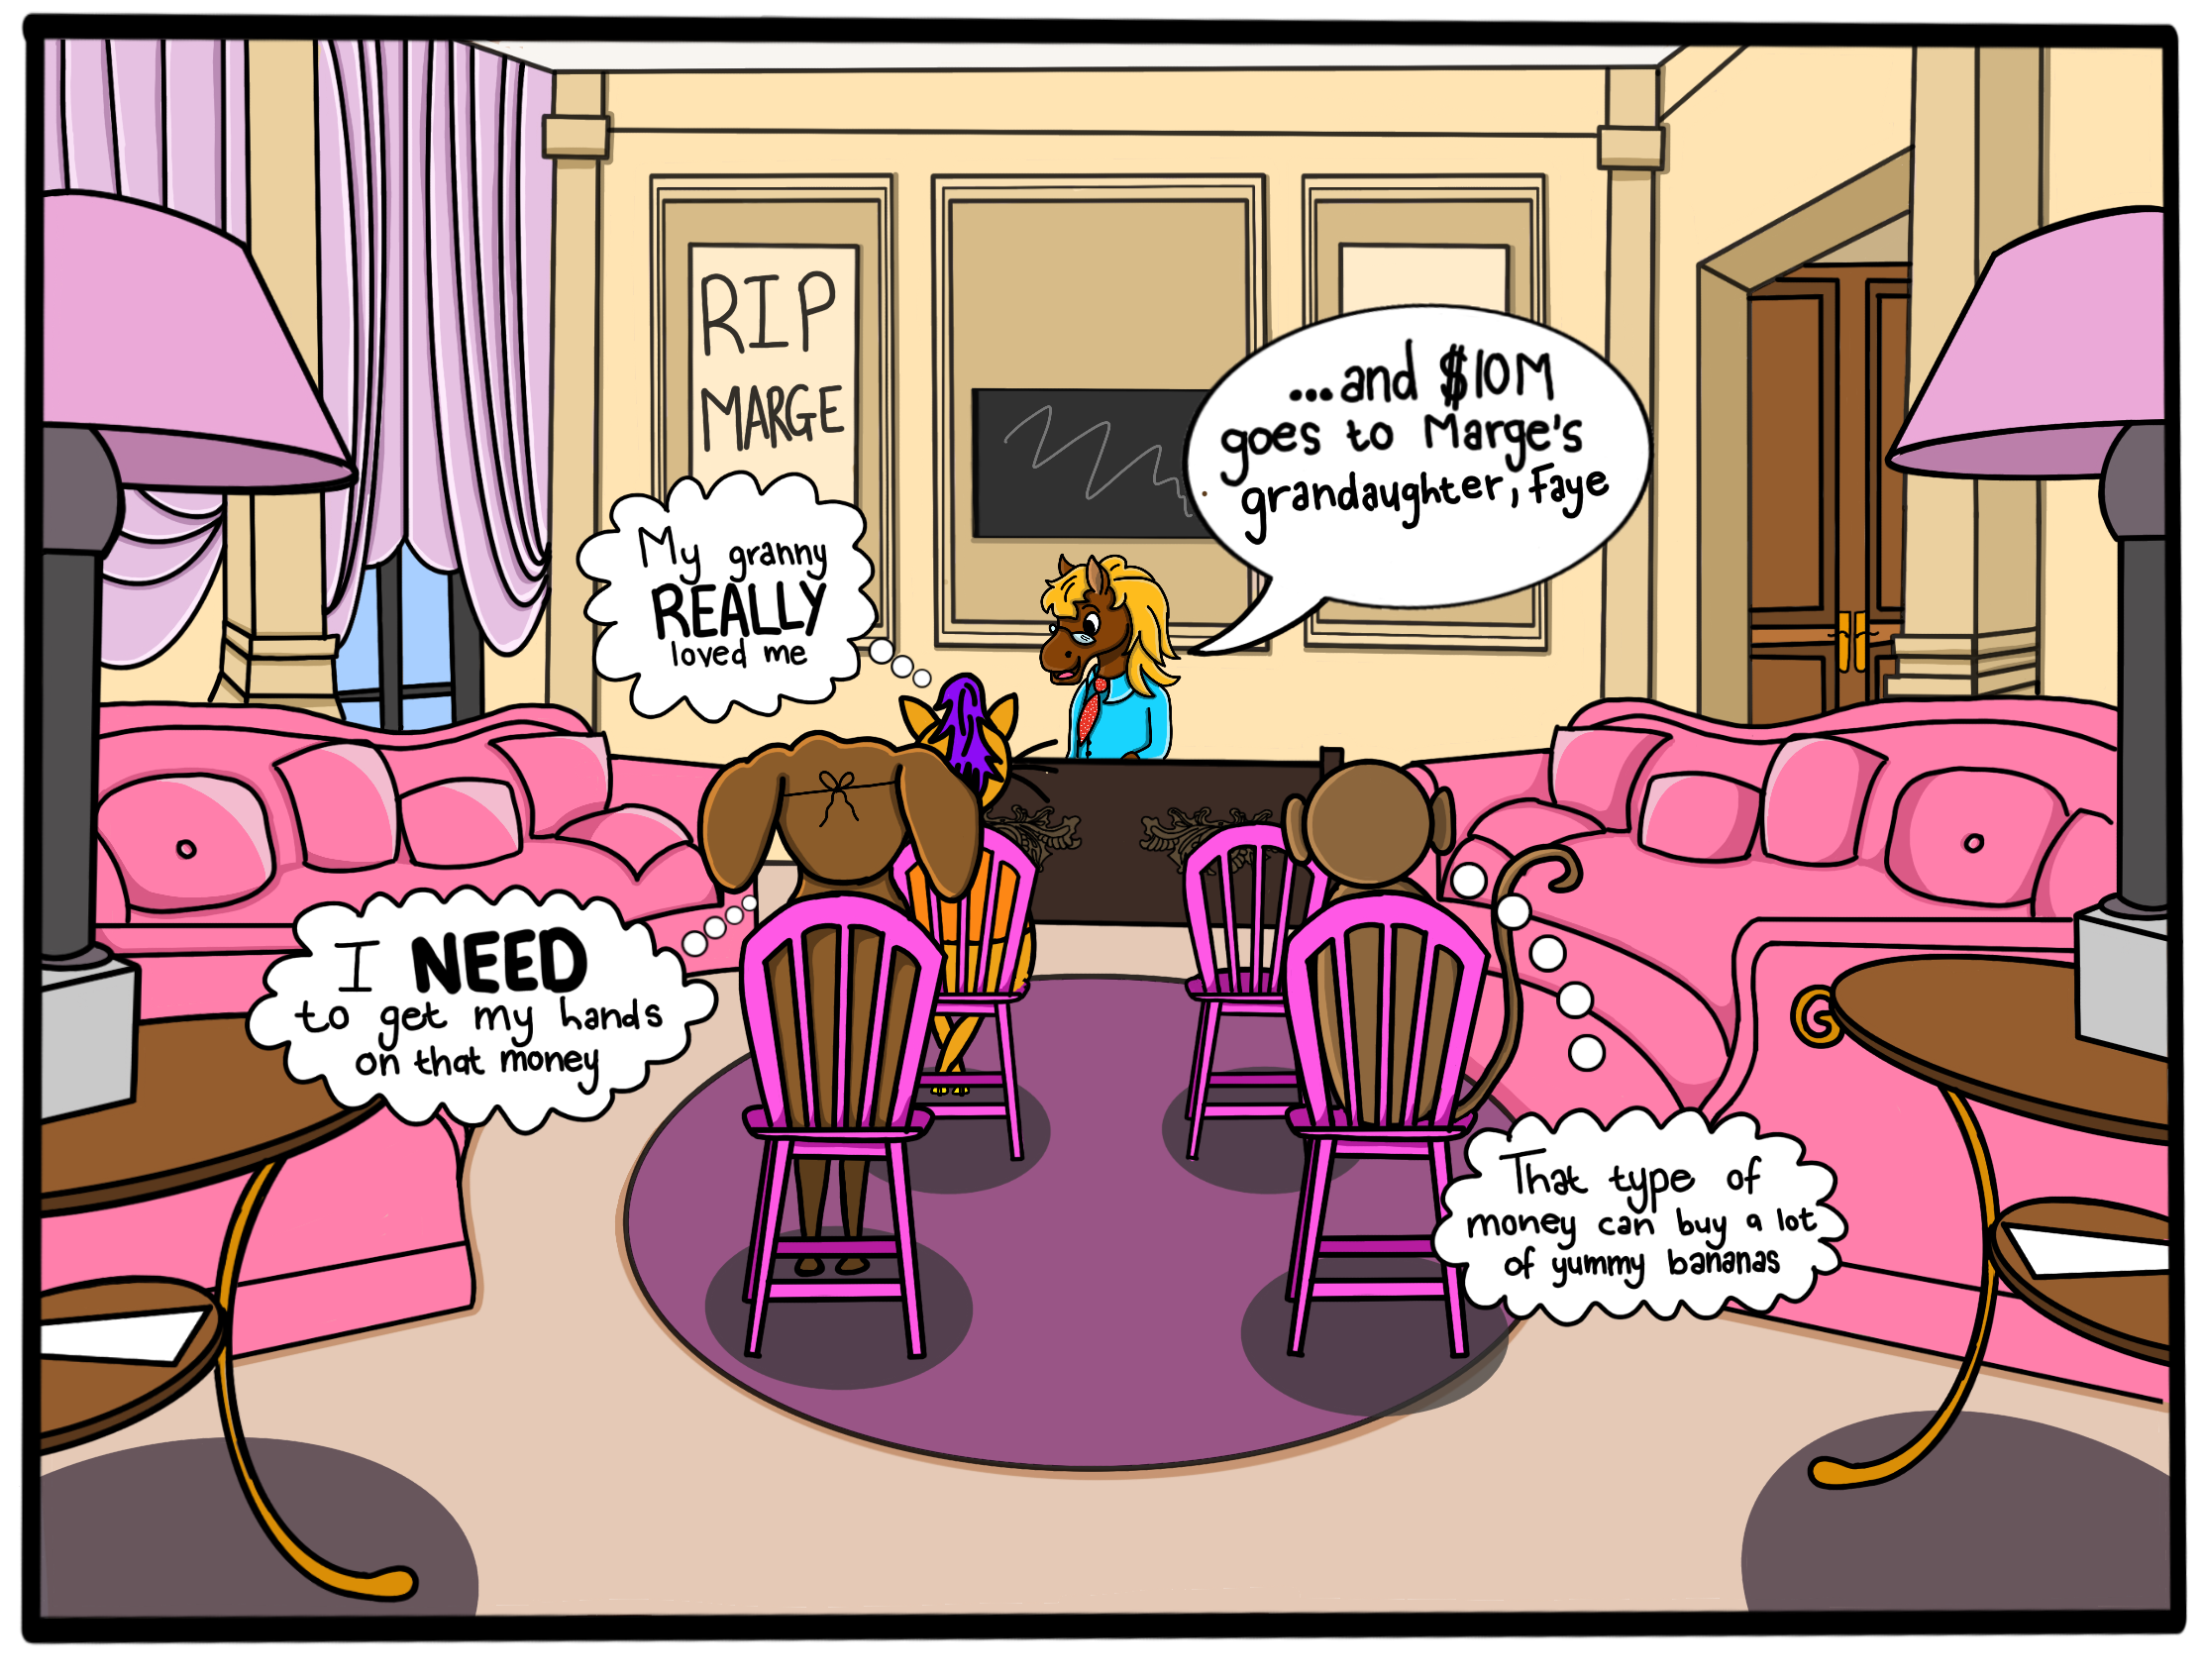 RIP
MARGE
...and $10M
goes to Marge's
grandaughter, Faye
My granny
REALLY
loved me
I NEED
to get my hands
on that money
That type of
money can buy a lot
of yummy bananas